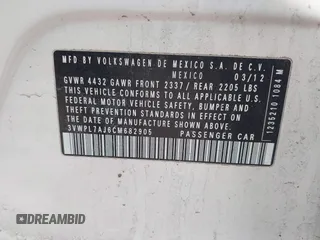 MFD BY VOLKSWAGEN DE MEXICO S.A. DE C.V.
MEXICO 03/12
GVWR 4432 GAWR FRONT 2337 / REAR 2205 LBS
THIS VEHICLE CONFORMS TO ALL APPLICABLE
FEDERAL MOTOR VEHICLE SAFETY, BUMPER AND
THEFT PREVENTION STANDARDS IN EFFECT ON
THE DATE OF MANUFACTURE SHOWN ABOVE.
3VWPL7AJ6CM682905 PASSENGER CAR
1235210 1084 M
DREAMBID